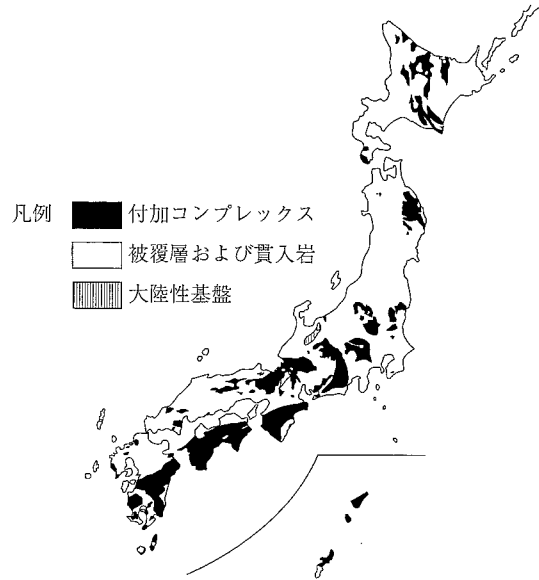 凡例 付加コンプレックス
被覆層および貫入岩
大陸性基盤